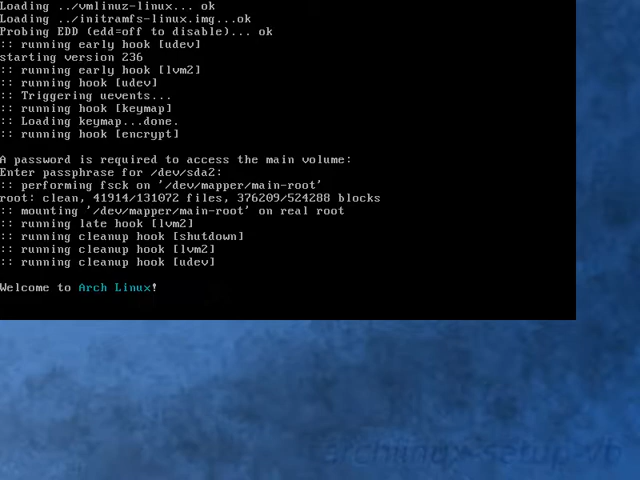 Loading ../vmlinuz-linux... ok
Loading ../initramfs-linux.img...ok
Probing EDD (edd=off to disable)... ok
:: running early hook [udev]
starting version 236
:: running early hook [lvm2]
:: running hook [udev]
:: Triggering uevents...
:: running hook [keymap]
:: Loading keymap...done.
:: running hook [encrypt]
A password is required to access the main volume:
Enter passphrase for /dev/sda2:
:: performing fsck on '/dev/mapper/main-root'
root: clean, 41914/131072 files, 376209/524288 blocks
:: mounting '/dev/mapper/main-root' on real root
:: running late hook [lvm2]
:: running cleanup hook [shutdown]
:: running cleanup hook [lvm2]
:: running cleanup hook [udev]
Welcome to Arch Linux!
archlinux-setup-vb